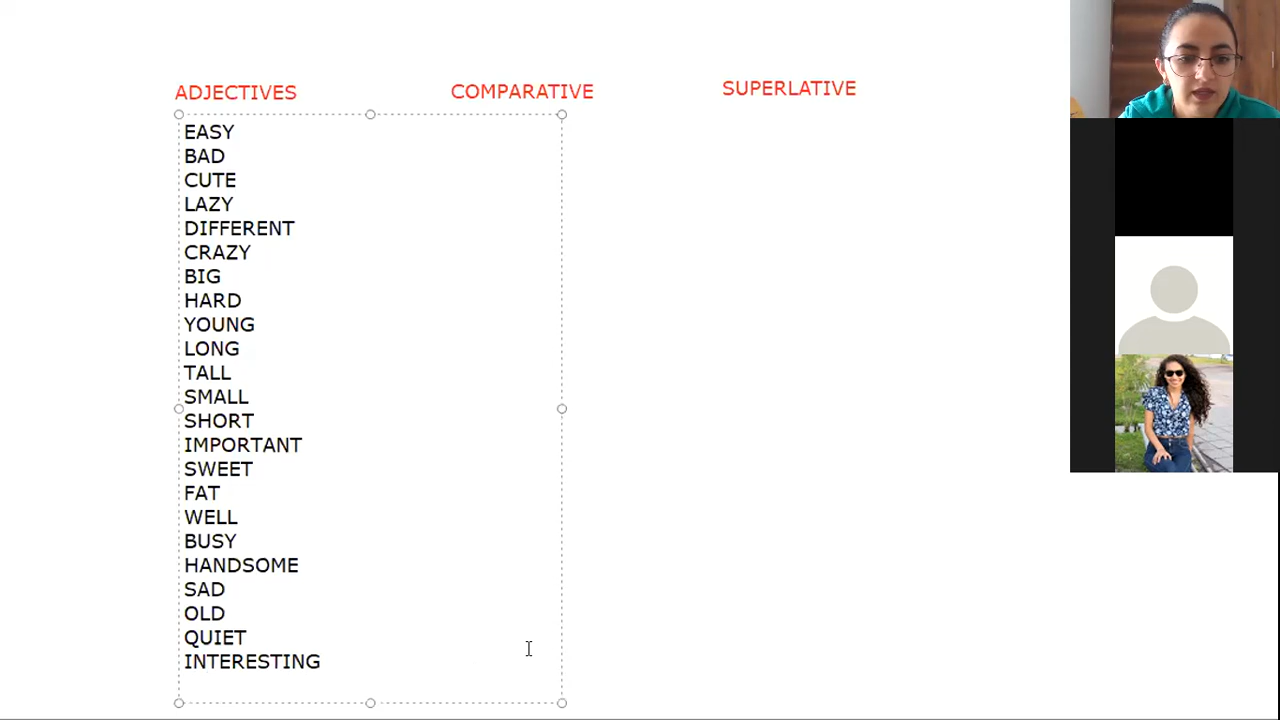 ADJECTIVES COMPARATIVE SUPERLATIVE
EASY
BAD
CUTE
LAZY
DIFFERENT
CRAZY
BIG
HARD
YOUNG
LONG
TALL
SMALL
SHORT
IMPORTANT
SWEET
FAT
WELL
BUSY
HANDSOME
SAD
OLD
QUIET
INTERESTING